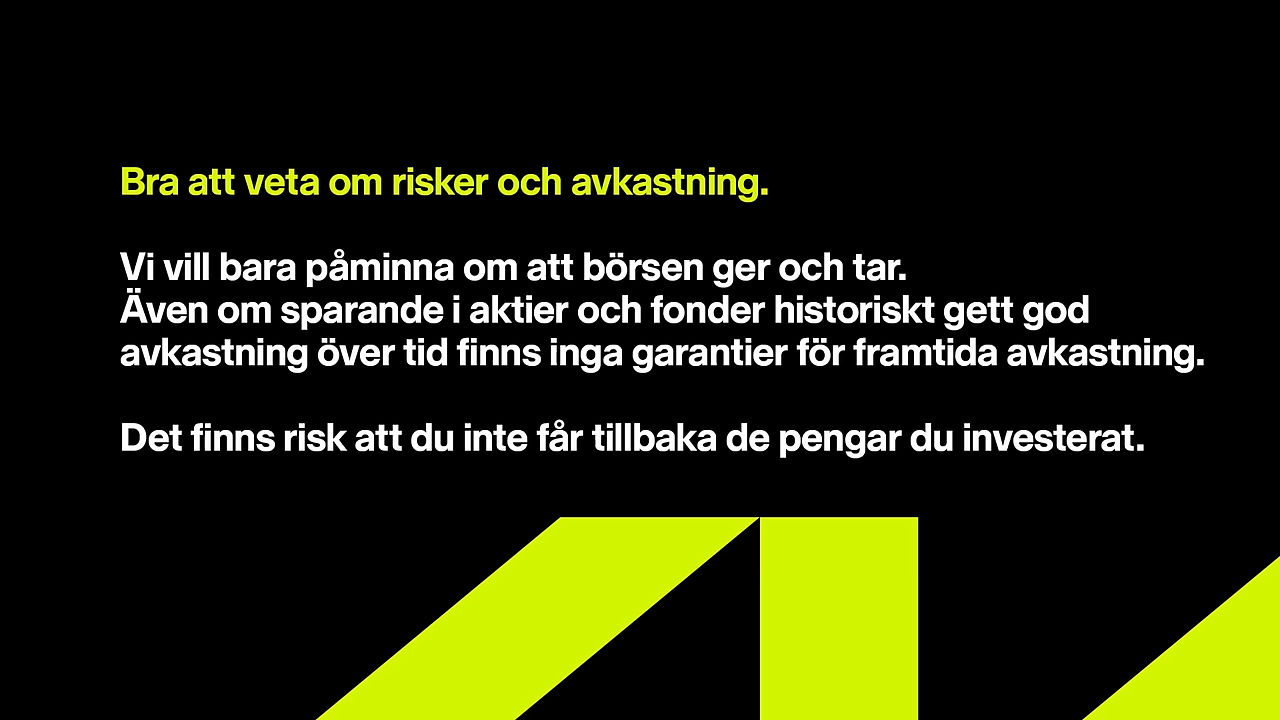 Bra att veta om risker och avkastning.
Vi vill bara påminna om att börsen ger och tar.
Även om sparande i aktier och fonder historiskt gett god
avkastning över tid finns inga garantier för framtida avkastning.
Det finns risk att du inte får tillbaka de pengar du investerat.